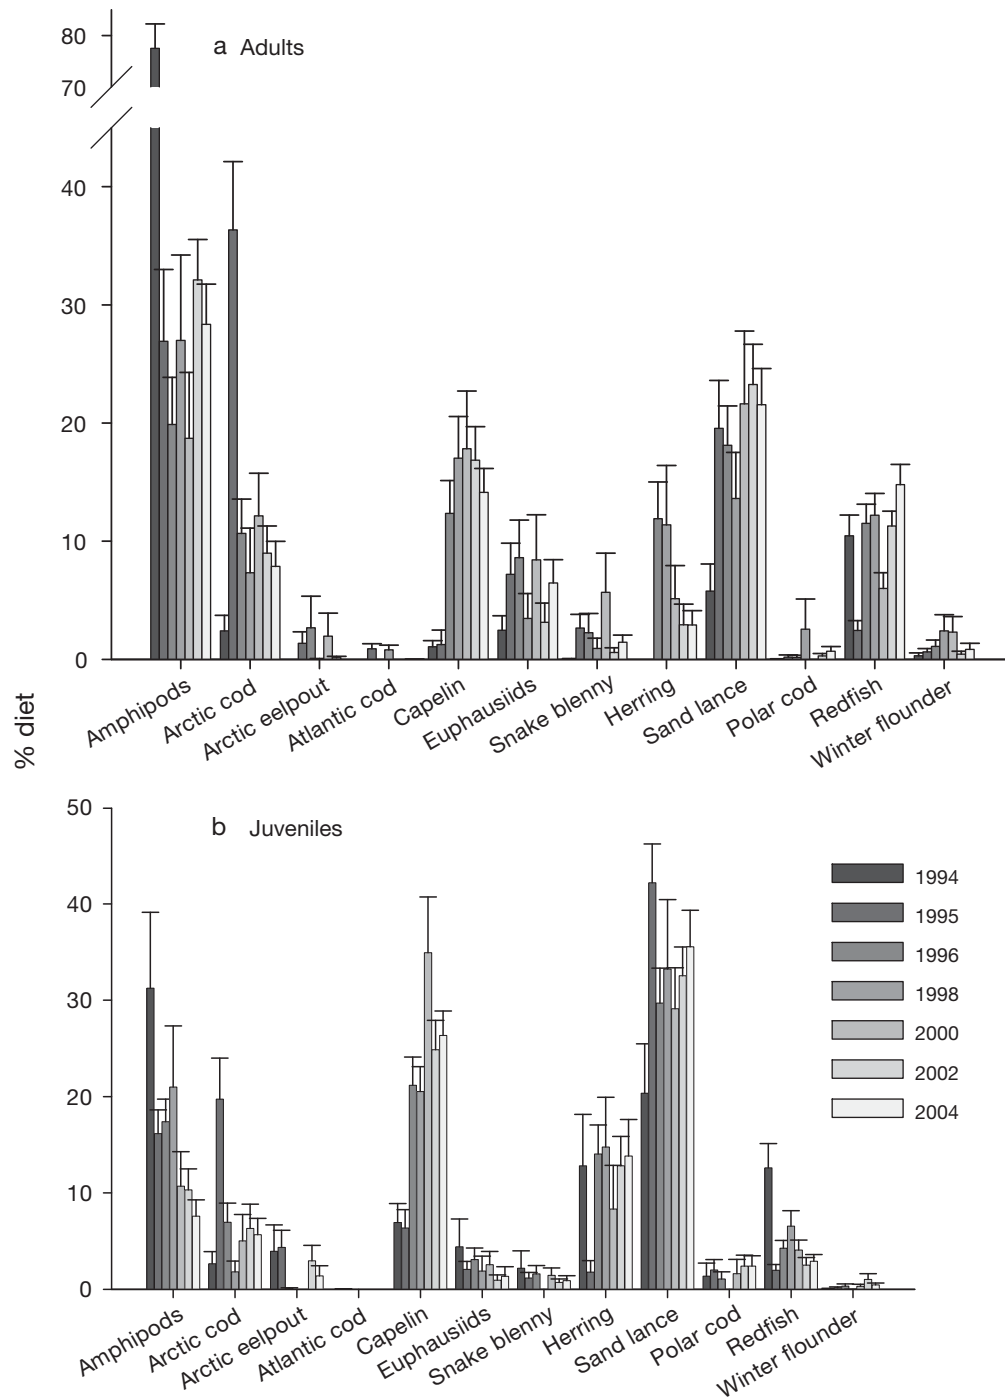 a Adults
80
70
40
30
20
10
0
Amphipods
Arctic cod
Arctic eelpout
Atlantic cod
Capelin
Euphausiids
Snake blenny
Herring
Sand lance
Polar cod
Redfish
Winter flounder
% diet
b Juveniles
50
40
30
20
10
0
1994
1995
1996
1998
2000
2002
2004
Amphipods
Arctic cod
Arctic eelpout
Atlantic cod
Capelin
Euphausiids
Snake blenny
Herring
Sand lance
Polar cod
Redfish
Winter flounder